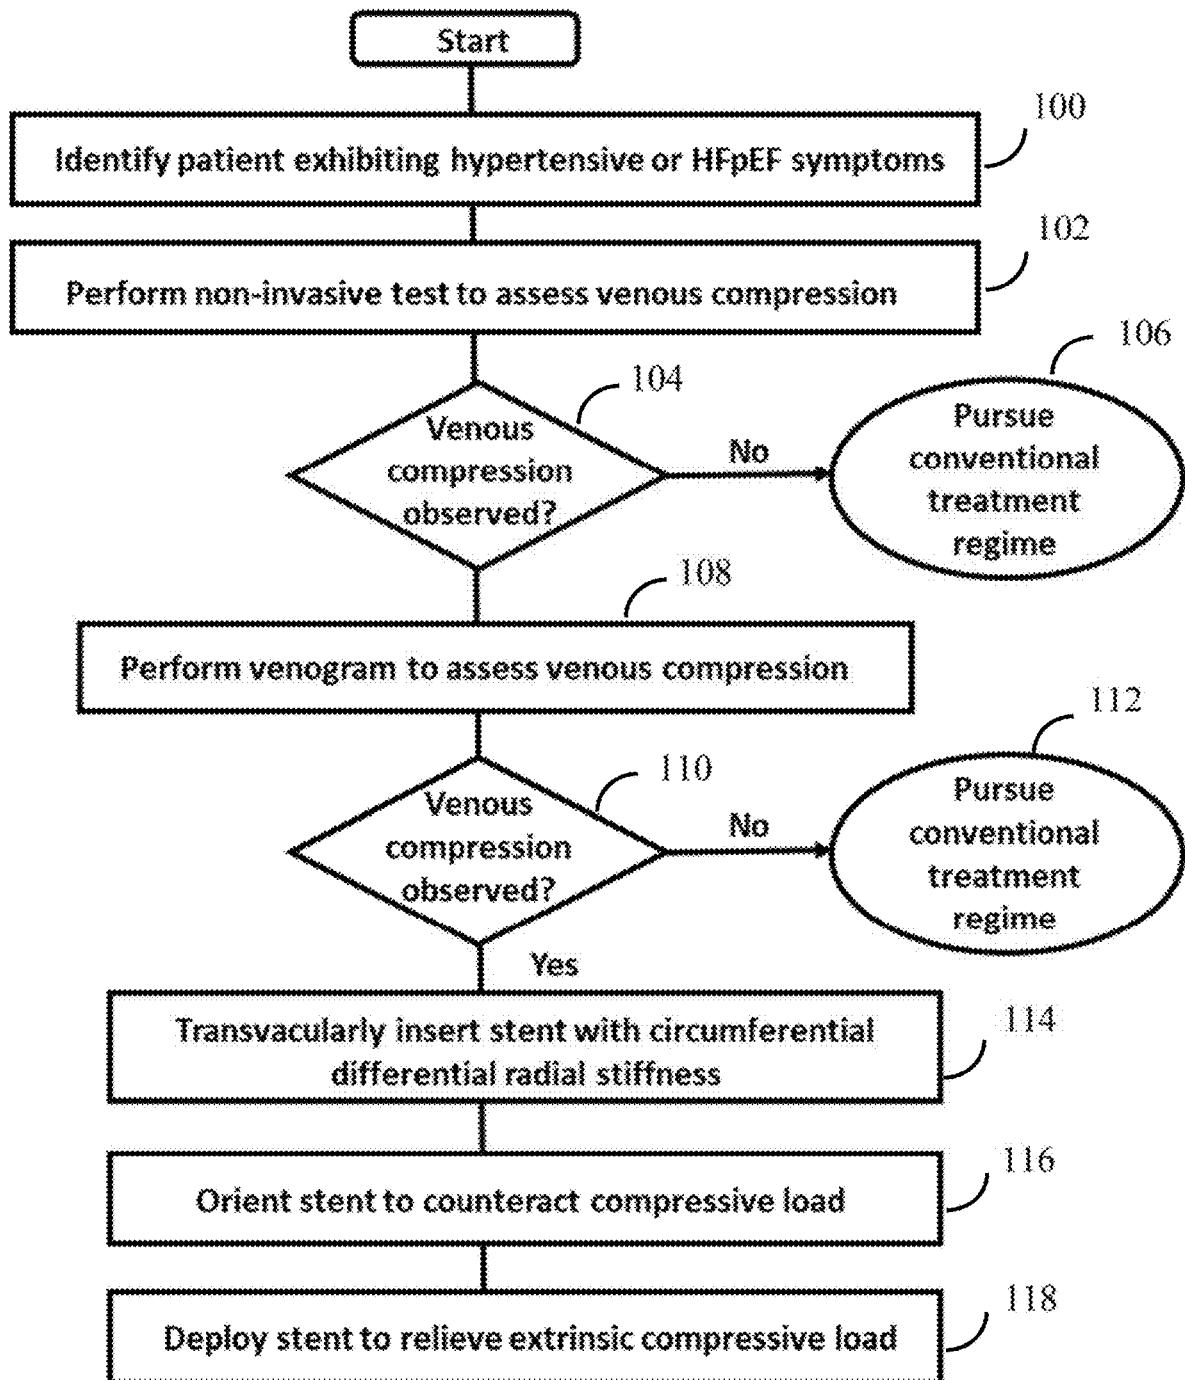 Start
100
Identify patient exhibiting hypertensive or HFpEF symptoms
102
Perform non-invasive test to assess venous compression
104
Venous
compression
observed?
No
106
Pursue
conventional
treatment
regime
108
Perform venogram to assess venous compression
110
Venous
compression
observed?
No
112
Pursue
conventional
treatment
regime
Yes
Transvacularly insert stent with circumferential
differential radial stiffness
114
Orient stent to counteract compressive load
116
Deploy stent to relieve extrinsic compressive load
118